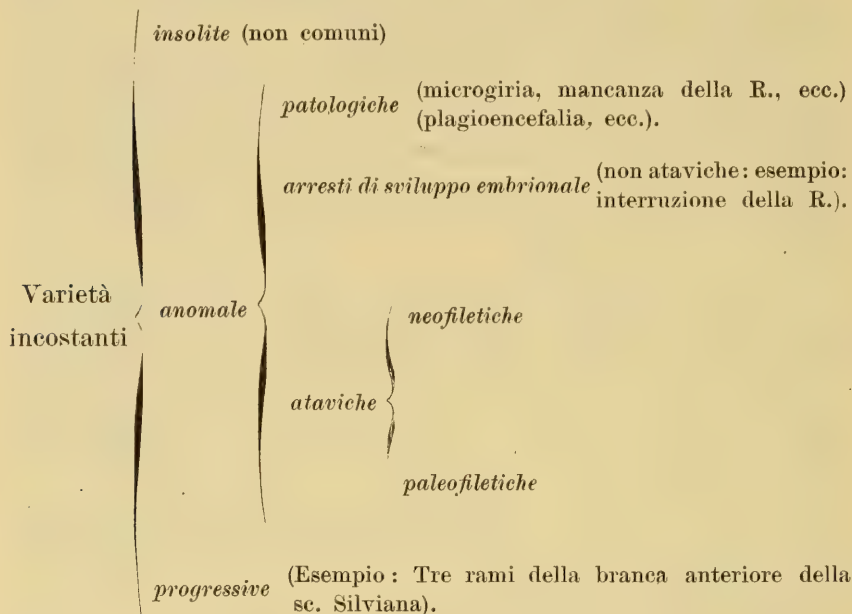 insolite (non comuni)
patologiche (microgiria, mancanza della R., ecc.)
(plagioencefalia, ecc.).
arresti di sviluppo embrionale (non ataviche: esempio:
interruzione della R.).
Varietà
incostanti
anomale
neofiletiche
ataviche
paleofiletiche
progressive (Esempio: Tre rami della branca anteriore della
sc. Silviana).